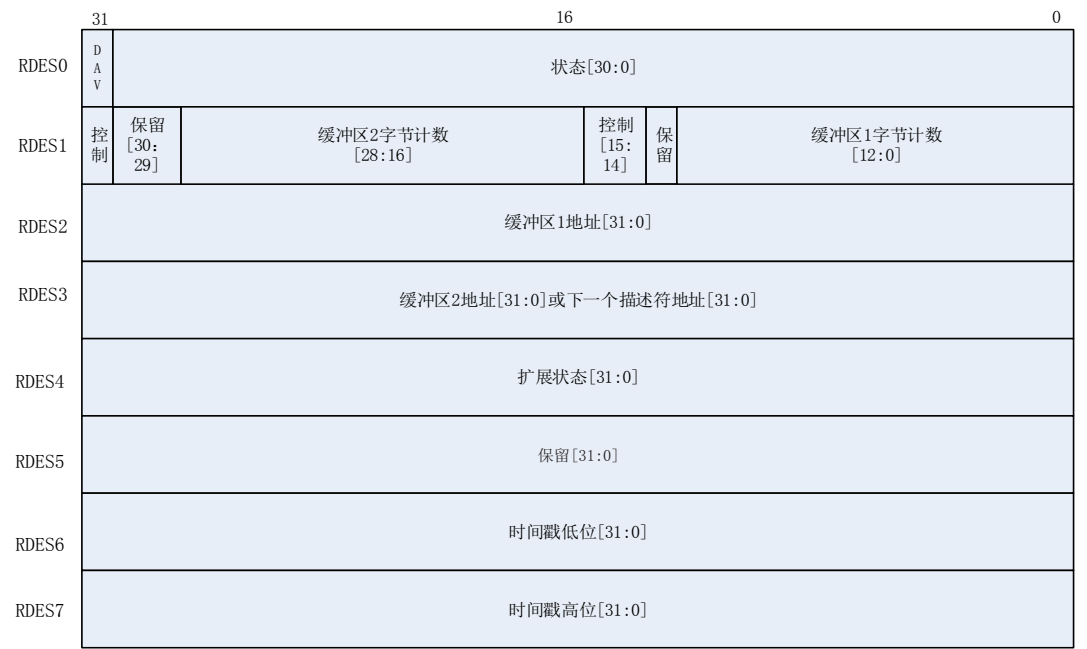 31 16 0
RDES0
D
A
V
状态[30:0]
RDES1
控
制
保留
[30:
29]
缓冲区2字节计数
[28:16]
控制
[15:
14]
保
留
缓冲区1字节计数
[12:0]
RDES2
缓冲区1地址[31:0]
RDES3
缓冲区2地址[31:0]或下一个描述符地址[31:0]
RDES4
扩展状态[31:0]
RDES5
保留[31:0]
RDES6
时间戳低位[31:0]
RDES7
时间戳高位[31:0]